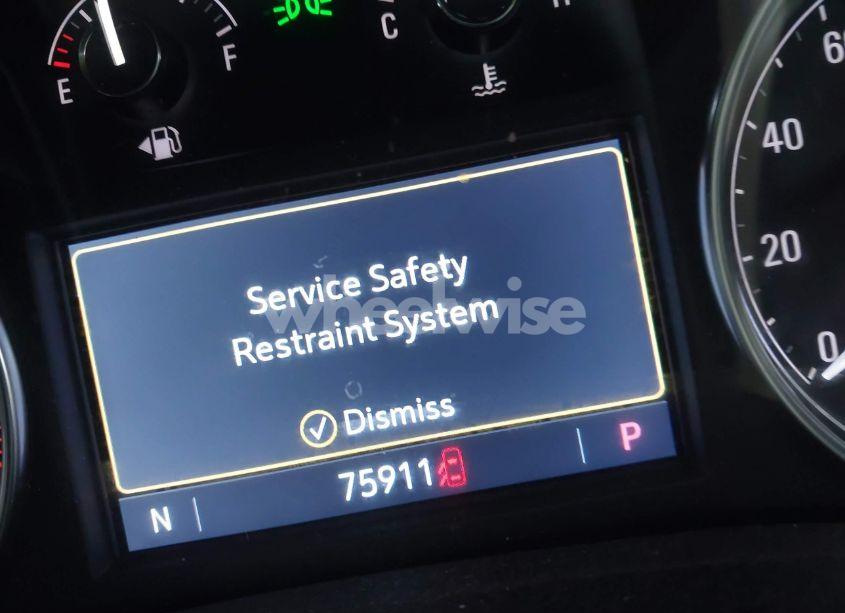 E
F
C
60
40
20
0
Service Safety
Restraint System
wheelwise
Dismiss
N
75911
P